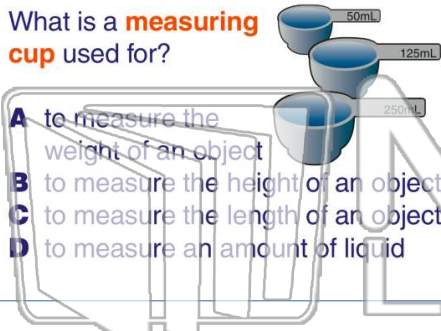 What is a measuring
cup used for?
50mL
125mL
250mL
A to measure the
weight of an object
B to measure the height of an object
C to measure the length of an object
D to measure an amount of liquid